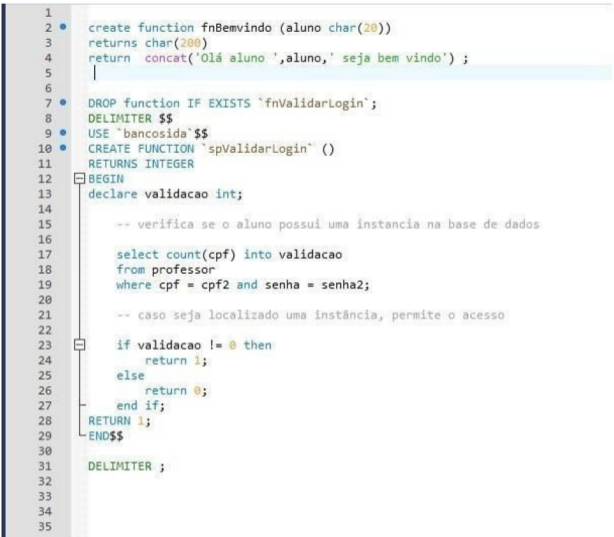 1
2 create function fnBemvindo (aluno char(20))
3 returns char(200)
4 return concat('Olá aluno ',aluno,' seja bem vindo') ;
5
6
7 DROP function IF EXISTS `fnValidarLogin`;
8 DELIMITER $$
9 USE `bancosida`$$
10 CREATE FUNCTION `spValidarLogin` ()
11 RETURNS INTEGER
12 BEGIN
13 declare validacao int;
14
15 -- verifica se o aluno possui uma instancia na base de dados
16
17 select count(cpf) into validacao
18 from professor
19 where cpf = cpf2 and senha = senha2;
20
21 -- caso seja localizado uma instância, permite o acesso
22
23 if validacao != 0 then
24 return 1;
25 else
26 return 0;
27 end if;
28 RETURN 1;
29 END$$
30
31 DELIMITER ;
32
33
34
35